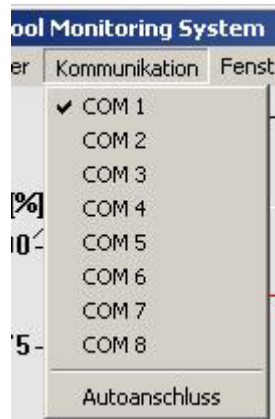 ool Monitoring System
er Kommunikation Fenst
COM 1
COM 2
COM 3
[%] COM 4
00 COM 5
COM 6
COM 7
75 COM 8
Autoanschluss